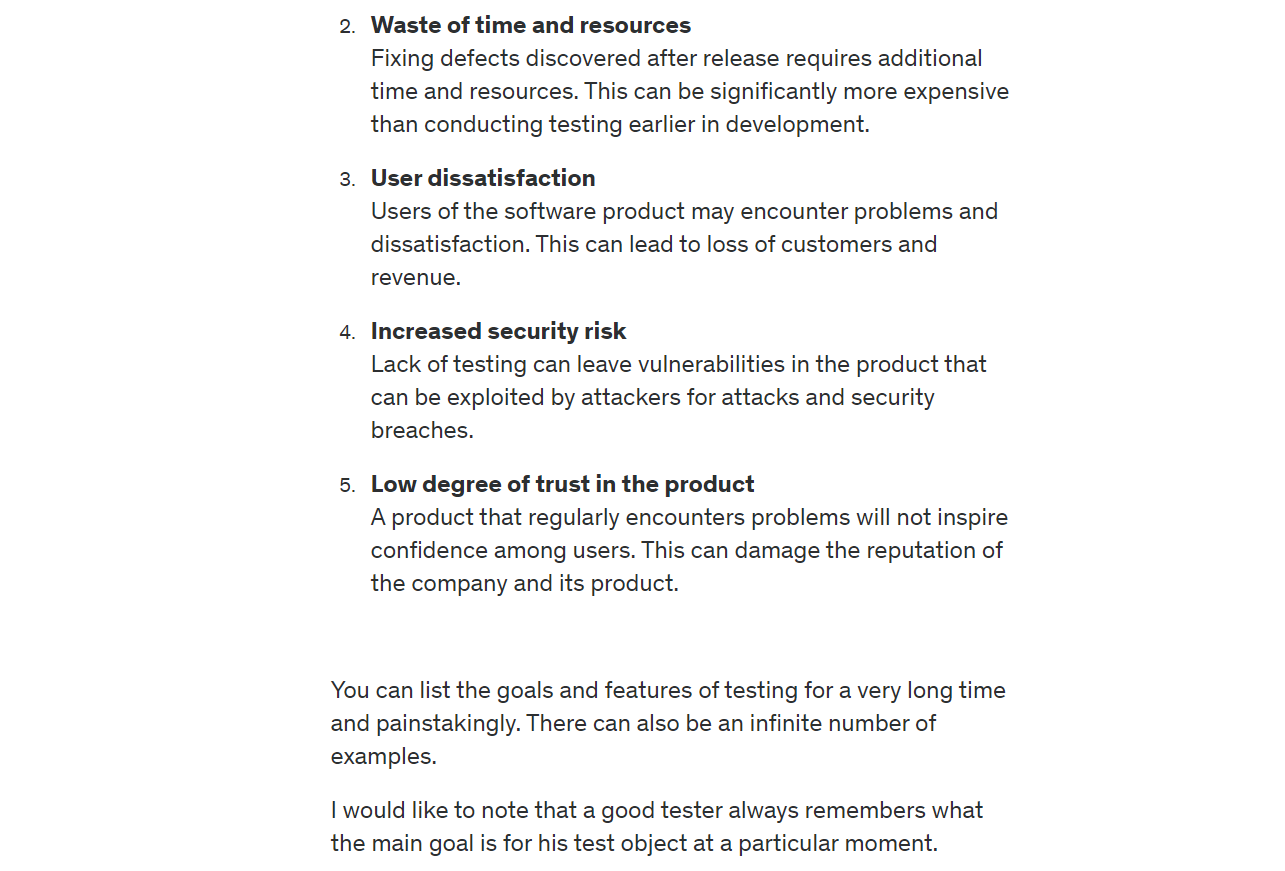 2. Waste of time and resources
Fixing defects discovered after release requires additional
time and resources. This can be significantly more expensive
than conducting testing earlier in development.
3. User dissatisfaction
Users of the software product may encounter problems and
dissatisfaction. This can lead to loss of customers and
revenue.
4. Increased security risk
Lack of testing can leave vulnerabilities in the product that
can be exploited by attackers for attacks and security
breaches.
5. Low degree of trust in the product
A product that regularly encounters problems will not inspire
confidence among users. This can damage the reputation of
the company and its product.
You can list the goals and features of testing for a very long time
and painstakingly. There can also be an infinite number of
examples.
I would like to note that a good tester always remembers what
the main goal is for his test object at a particular moment.